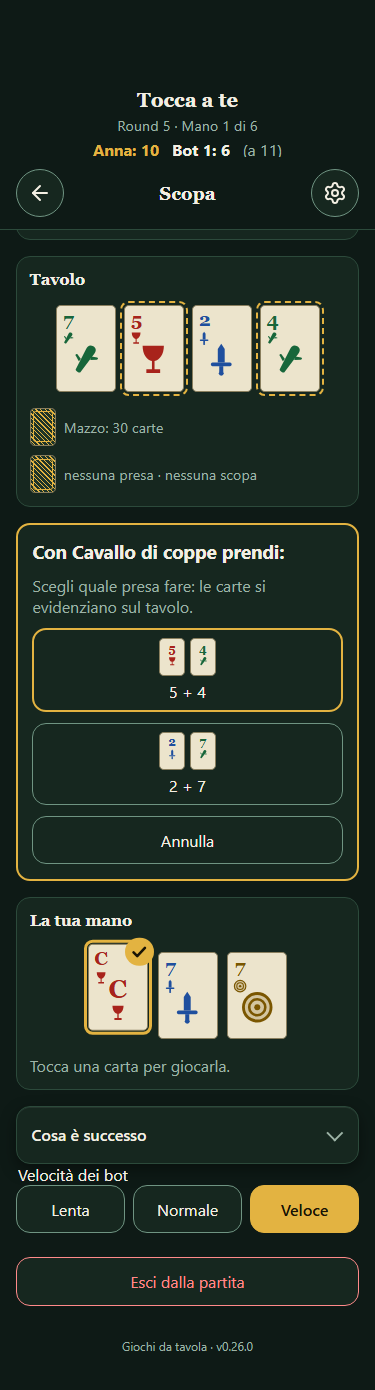 Tocca a te
Round 5 · Mano 1 di 6
Anna: 10 Bot 1: 6 (a 11)
Scopa
Tavolo
7 5 2 4
Mazzo: 30 carte
nessuna presa · nessuna scopa
Con Cavallo di coppe prendi:
Scegli quale presa fare: le carte si
evidenziano sul tavolo.
5 4
5 + 4
2 7
2 + 7
Annulla
La tua mano
C 7 7
C
Tocca una carta per giocarla.
Cosa è successo
Velocità dei bot
Lenta Normale Veloce
Esci dalla partita
Giochi da tavola · v0.26.0